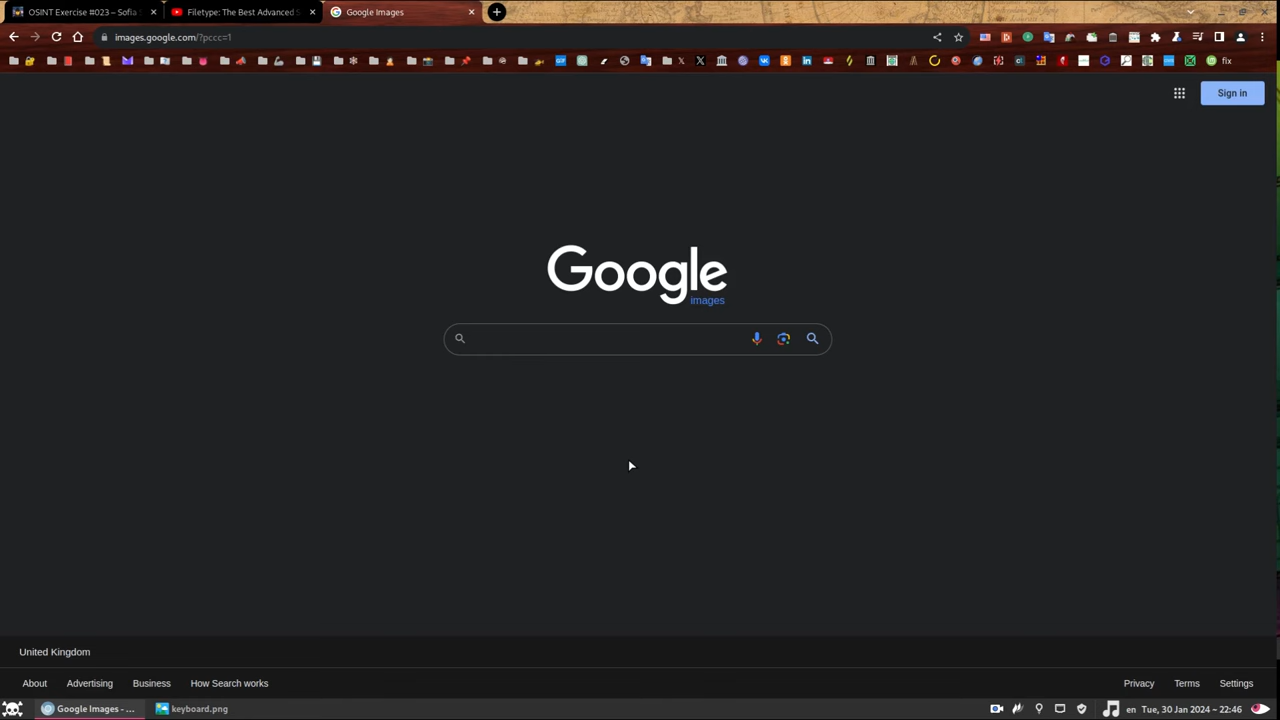 OSINT Exercise #023 – Sofia
Filetype: The Best Advanced S
Google Images
images.google.com/?pccc=1
GIF
fix
Sign in
Google
images
United Kingdom
About
Advertising
Business
How Search works
Privacy
Terms
Settings
Google Images - ...
keyboard.png
en
Tue, 30 Jan 2024 ~ 22:46